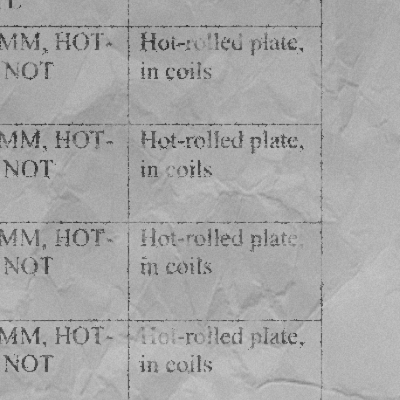 MM, HOT-
NOT
Hot-rolled plate,
in coils
MM, HOT-
NOT
Hot-rolled plate,
in coils
MM, HOT-
NOT
Hot-rolled plate,
in coils
MM, HOT-
NOT
Hot-rolled plate,
in coils